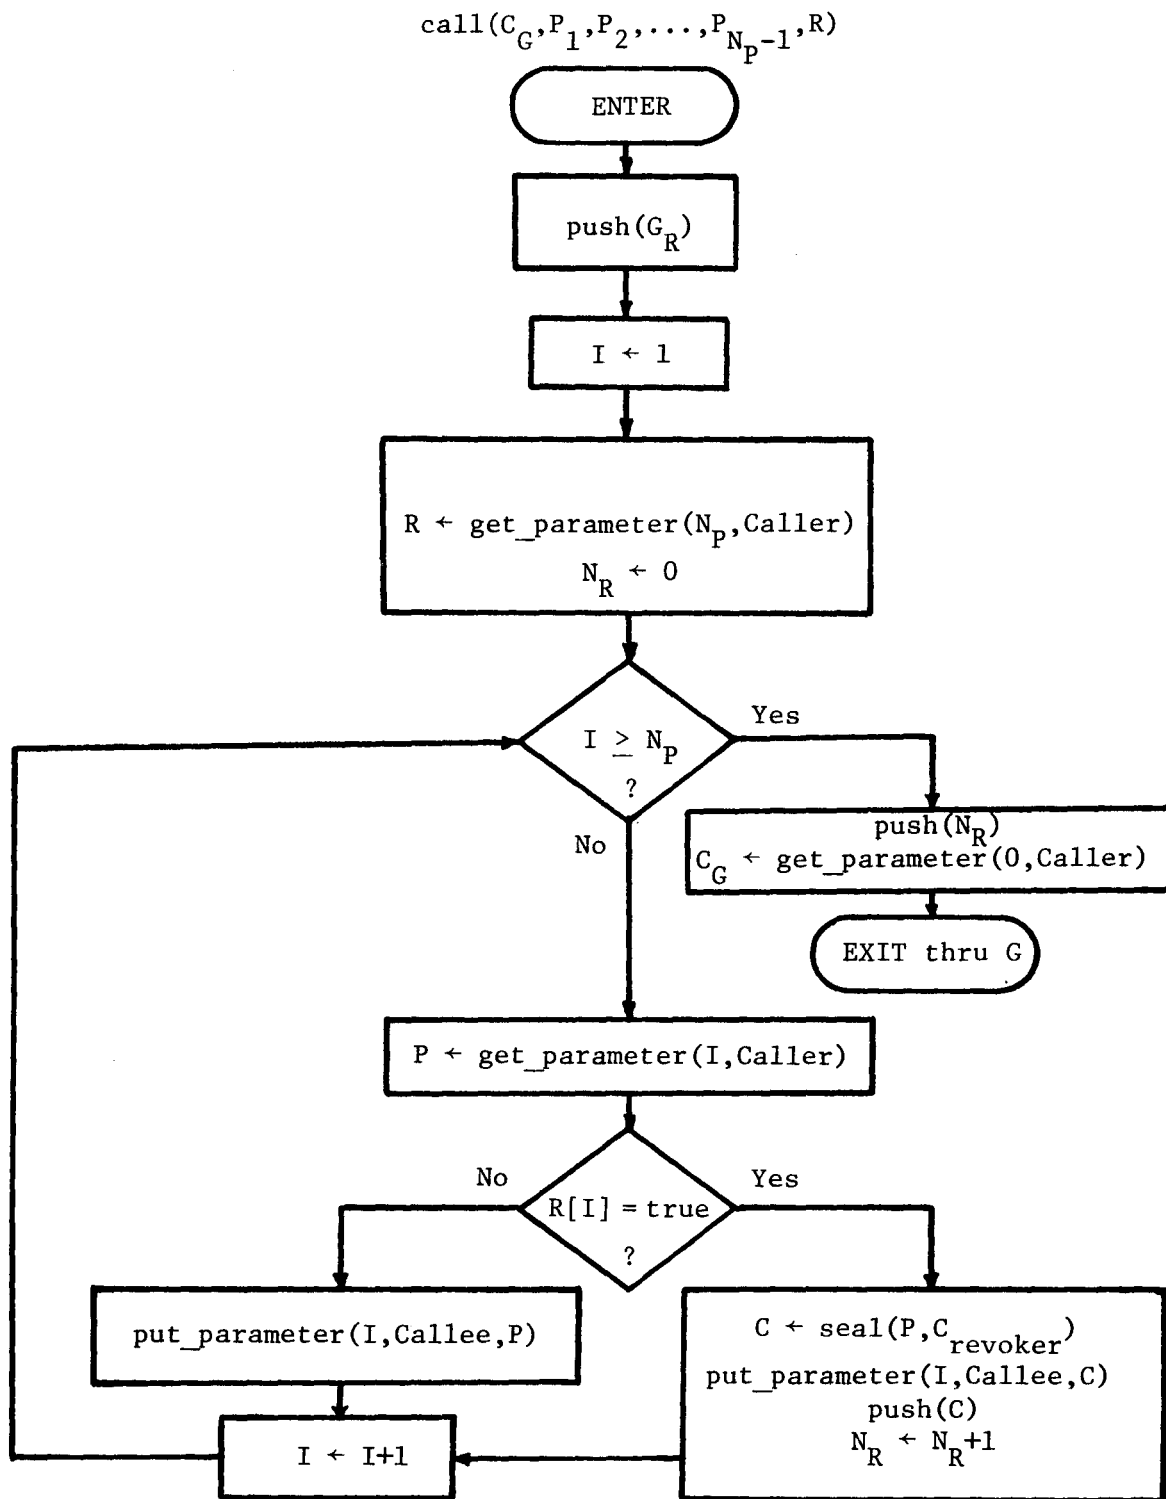 call(C_G,P_1,P_2,...,P_{N_P-1},R)
ENTER
push(G_R)
I ← 1
R ← get_parameter(N_P,Caller)
N_R ← 0
I ≥ N_P
?
Yes
No
push(N_R)
C_G ← get_parameter(0,Caller)
EXIT thru G
P ← get_parameter(I,Caller)
R[I] = true
?
No
Yes
put_parameter(I,Callee,P)
C ← seal(P,C_revoker)
put_parameter(I,Callee,C)
push(C)
N_R ← N_R+1
I ← I+1